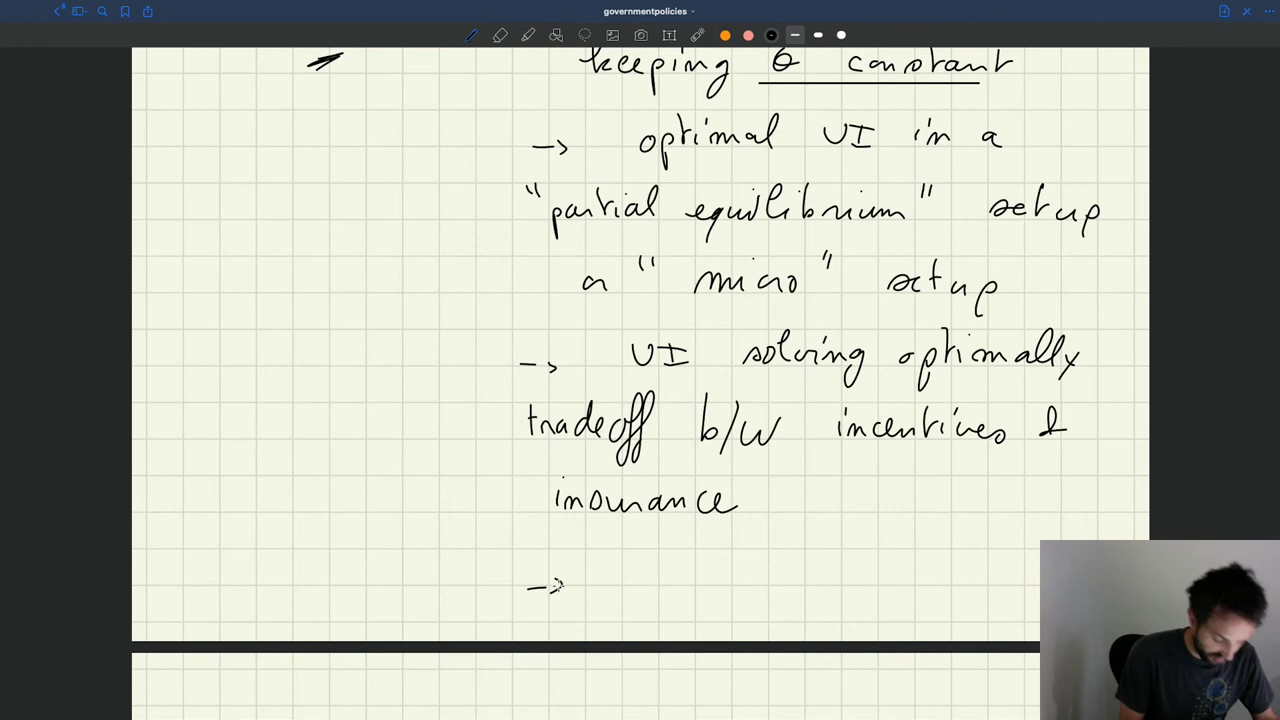 governmentpolicies
keeping θ constant
→ optimal UI in a
"partial equilibrium" setup
a "micro" setup
→ UI solving optimally
tradeoff b/w incentives &
insurance
→